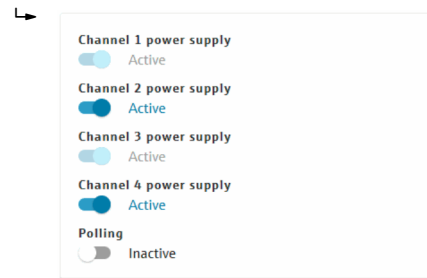 Channel 1 power supply
Active
Channel 2 power supply
Active
Channel 3 power supply
Active
Channel 4 power supply
Active
Polling
Inactive